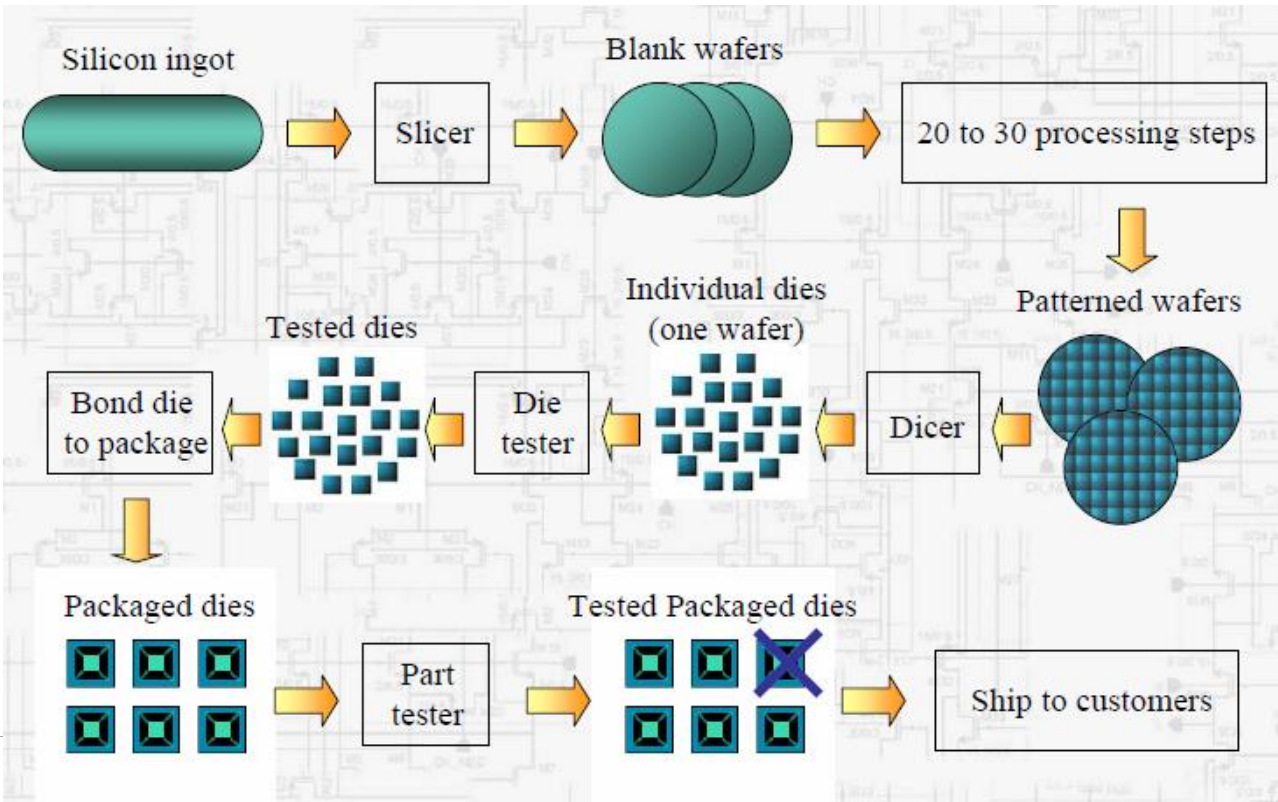 Silicon ingot
Slicer
Blank wafers
20 to 30 processing steps
Patterned wafers
Dicer
Individual dies
(one wafer)
Die
tester
Tested dies
Bond die
to package
Packaged dies
Part
tester
Tested Packaged dies
Ship to customers